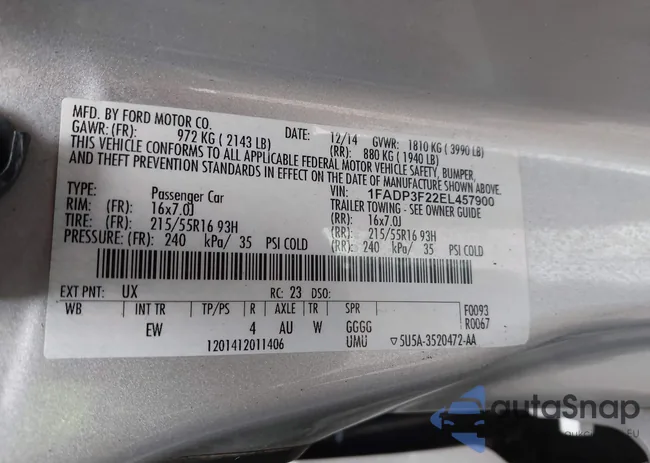 MFD. BY FORD MOTOR CO.
DATE: 12/14 GVWR: 1810 KG ( 3990 LB)
GAWR: (FR): 972 KG ( 2143 LB) (RR): 880 KG ( 1940 LB)
THIS VEHICLE CONFORMS TO ALL APPLICABLE FEDERAL MOTOR VEHICLE SAFETY, BUMPER,
AND THEFT PREVENTION STANDARDS IN EFFECT ON THE DATE OF MANUFACTURE SHOWN ABOVE.
VIN: 1FADP3F22EL457900
TYPE: Passenger Car TRAILER TOWING - SEE OWNER GUIDE
RIM: (FR): 16x7.0J (RR): 16x7.0J
TIRE: (FR): 215/55R16 93H (RR): 215/55R16 93H
PRESSURE: (FR): 240 kPa/ 35 PSI COLD (RR): 240 kPa/ 35 PSI COLD
EXT PNT: UX RC: 23 DSO:
WB INT TR TP/PS R AXLE TR SPR F0093
EW 4 AU W GGGG R0067
1201412011406 UMU ▽5U5A-3520472-AA
autoSnap